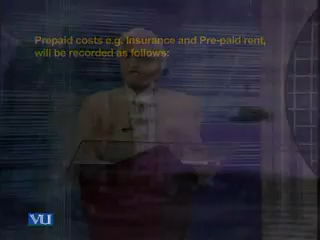 Prepaid costs e.g. Insurance and Pre-paid rent,
will be recorded as follows:
VU